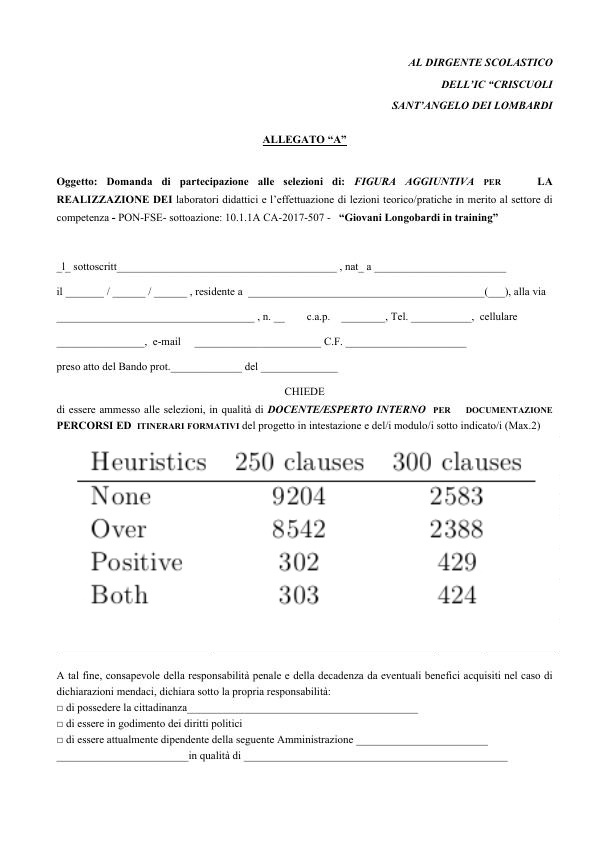 AL DIRGENTE SCOLASTICO
DELL’IC “CRISCUOLI
SANT’ANGELO DEI LOMBARDI
ALLEGATO “A”
Oggetto: Domanda di partecipazione alle selezioni di: FIGURA AGGIUNTIVA PER LA
REALIZZAZIONE DEI laboratori didattici e l’effettuazione di lezioni teorico/pratiche in merito al settore di
competenza - PON-FSE- sottoazione: 10.1.1A CA-2017-507 - “Giovani Longobardi in training”
_l_ sottoscritt________________________________________ , nat_ a ________________________
il _______ / ______ / ______ , residente a ___________________________________________(___), alla via
____________________________________ , n. __ c.a.p. ________, Tel. ___________, cellulare
________________, e-mail _______________________ C.F. ______________________
preso atto del Bando prot._____________ del ______________
CHIEDE
di essere ammesso alle selezioni, in qualità di DOCENTE/ESPERTO INTERNO PER DOCUMENTAZIONE
PERCORSI ED ITINERARI FORMATIVI del progetto in intestazione e del/i modulo/i sotto indicato/i (Max.2)
Heuristics 250 clauses 300 clauses
None 9204 2583
Over 8542 2388
Positive 302 429
Both 303 424
A tal fine, consapevole della responsabilità penale e della decadenza da eventuali benefici acquisiti nel caso di
dichiarazioni mendaci, dichiara sotto la propria responsabilità:
□ di possedere la cittadinanza__________________________________________
□ di essere in godimento dei diritti politici
□ di essere attualmente dipendente della seguente Amministrazione ________________________
________________________in qualità di ________________________________________________